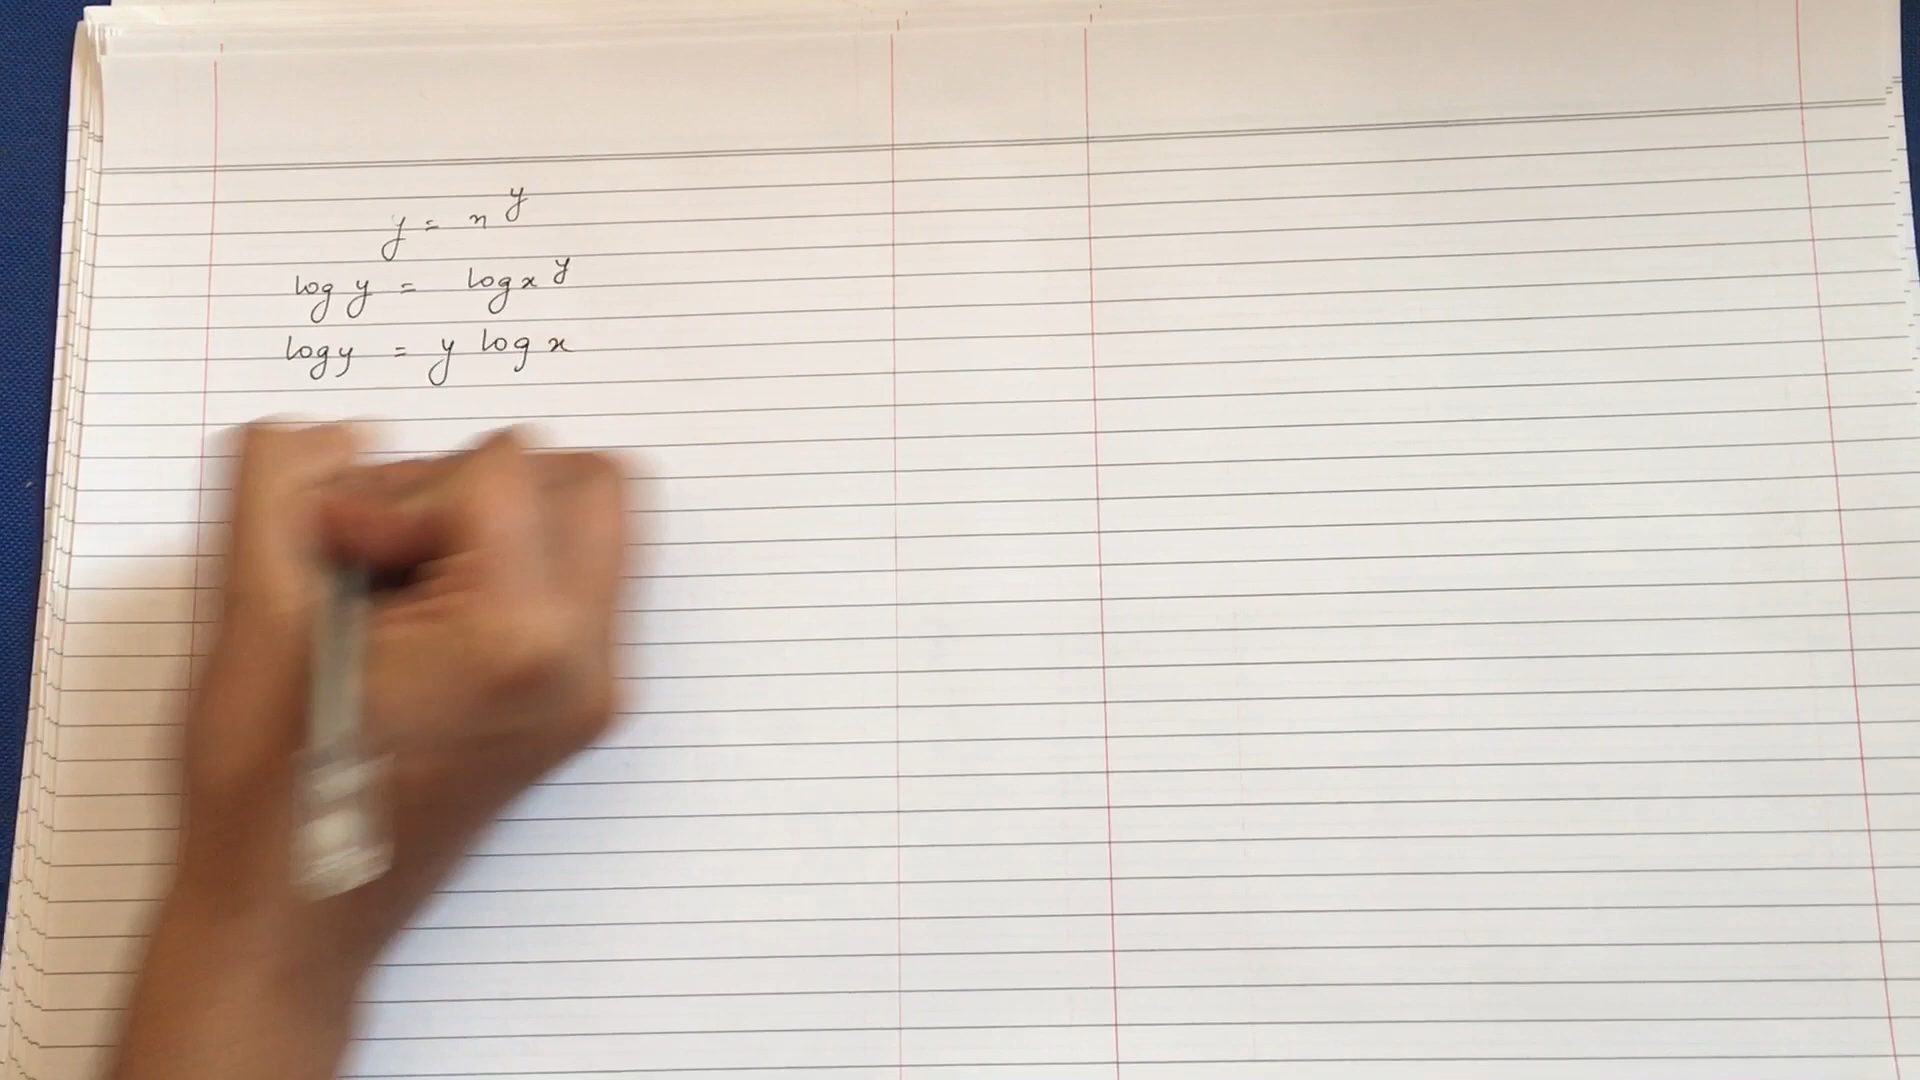 y = x^y
log y = log x^y
log y = y log x